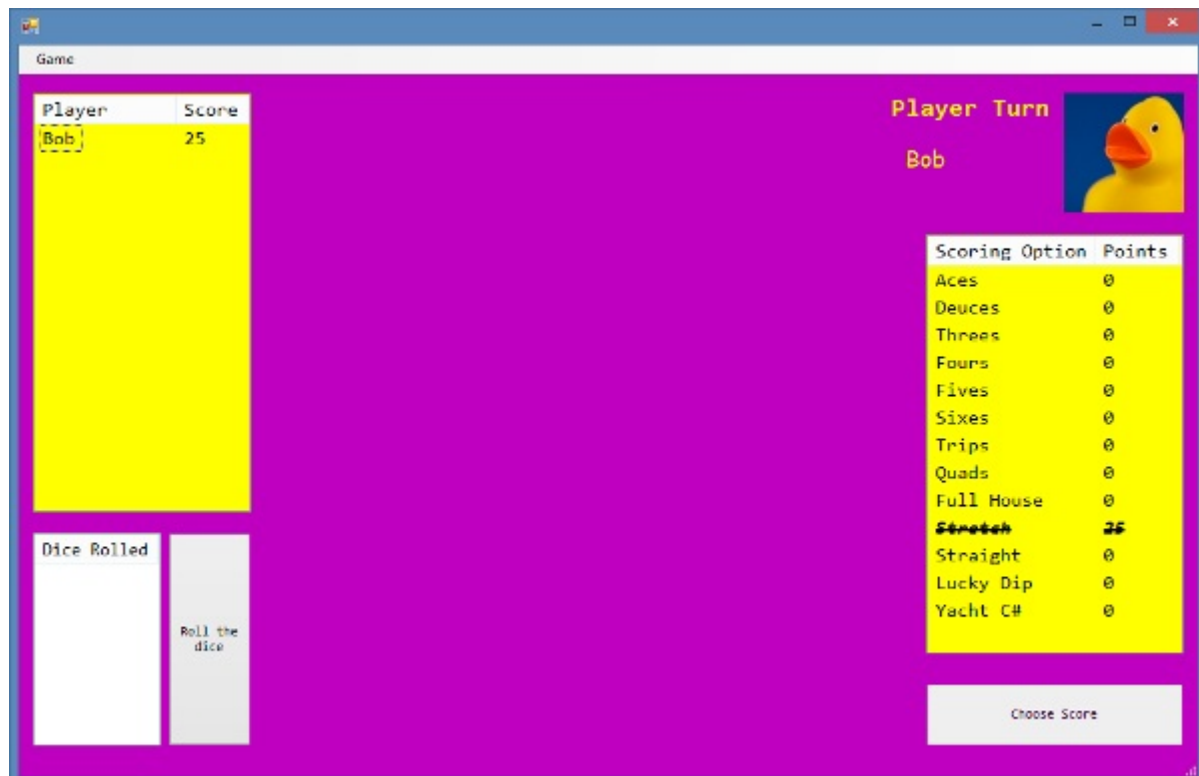 Game
Player Score
Bob 25
Player Turn
Bob
Scoring Option Points
Aces 0
Deuces 0
Threes 0
Fours 0
Fives 0
Sixes 0
Trips 0
Quads 0
Full House 0
Stretch 25
Straight 0
Lucky Dip 0
Yacht C# 0
Dice Rolled
Roll the
dice
Choose Score